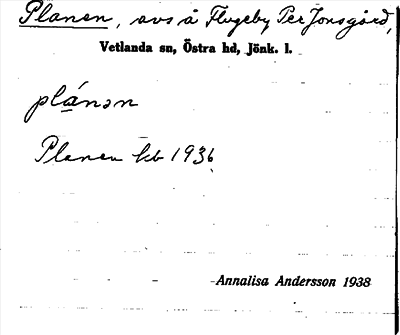 Planen, avs å Flugeby Per Jonsgård,
Vetlanda sn, Östra hd, Jönk. l.
plánən
Planen kb 1936
Annalisa Andersson 1938